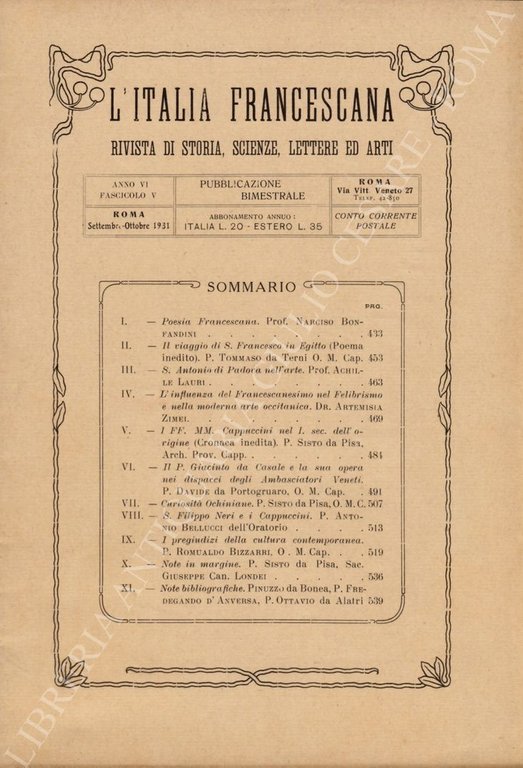 L'ITALIA FRANCESCANA
RIVISTA DI STORIA, SCIENZE, LETTERE ED ARTI
ANNO VI
FASCICOLO V
ROMA
Settembre-Ottobre 1931
PUBBLICAZIONE
BIMESTRALE
ABBONAMENTO ANNUO:
ITALIA L. 20 - ESTERO L. 35
ROMA
Via Vitt. Veneto 27
TELEF. 42-850
CONTO CORRENTE
POSTALE
SOMMARIO
PAG.
I. — Poesia Francescana. Prof. NARCISO BON-
FANDINI . . . . . . . . . . 433
II. — Il viaggio di S. Francesco in Egitto (Poema
inedito). P. TOMMASO da Terni O. M. Cap. 453
III. — S. Antonio di Padova nell'arte. Prof. ACHIL-
LE LAURI . . . . . . . . . . 463
IV. — L'influenza del Francescanesimo nel Felibrismo
e nella moderna arte occitanica. DR. ARTEMISIA
ZIMEI. . . . . . . . . . . 469
V. — I FF. MM. Cappuccini nel I. sec. dell'o-
rigine (Cronaca inedita). P. SISTO da Pisa,
Arch. Prov. Capp. . . . . . . . 484
VI. — Il P. Giacinto da Casale e la sua opera
nei dispacci degli Ambasciatori Veneti.
P. DAVIDE da Portogruaro, O. M. Cap. . 491
VII. — Curiosità Ochiniane. P. SISTO da Pisa, O. M. C. 507
VIII. — S. Filippo Neri e i Cappuccini. P. ANTO-
NIO BELLUCCI dell'Oratorio . . . . 513
IX. — I pregiudizi della cultura contemporanea.
P. ROMUALDO BIZZARRI, O. M. Cap. . . 519
X. — Note in margine. P. SISTO da Pisa, Sac.
GIUSEPPE Can. LONDEI . . . . . . 536
XI. — Note bibliografiche. PINUZZO da Bonea, P. FRE-
DEGANDO D'ANVERSA, P. OTTAVIO da Alatri 539
LIBRERIA ANTIQUARIA GIULIO CESARE - ROMA